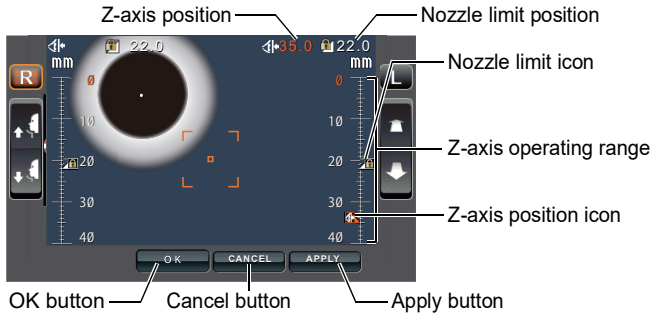 Z-axis position
Nozzle limit position
22.0
35.0
22.0
mm
mm
Nozzle limit icon
R
L
0
0
10
10
Z-axis operating range
20
20
30
30
Z-axis position icon
40
40
OK
CANCEL
APPLY
OK button
Cancel button
Apply button